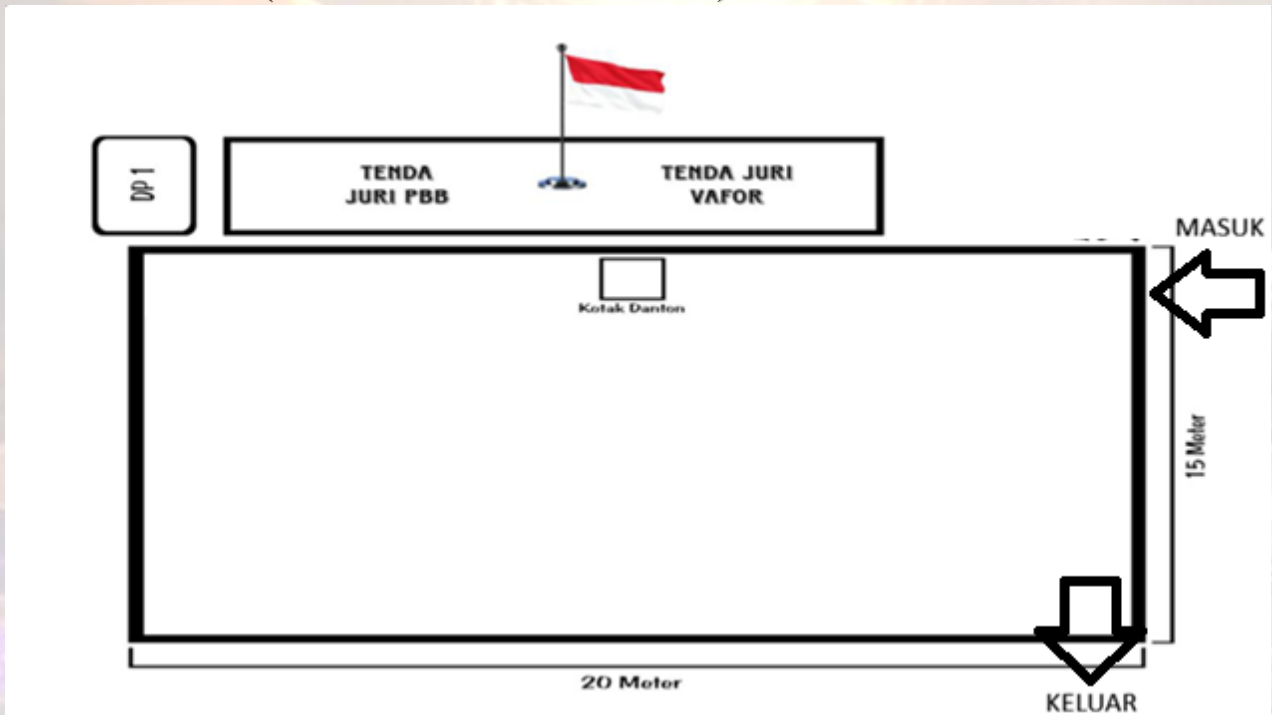 DP 1
TENDA
JURI PBB
TENDA JURI
VAFOR
MASUK
Kotak Danton
15 Meter
20 Meter
KELUAR